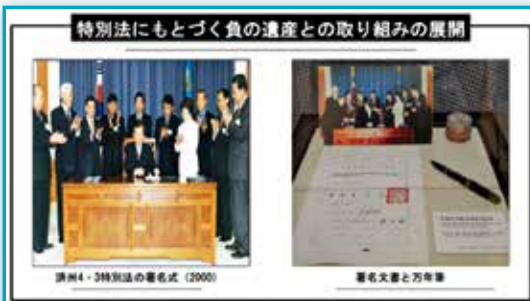 特別法にもとづく負の遺産との取り組みの展開
済州4・3特別法の署名式（2000）
署名文書と万年筆